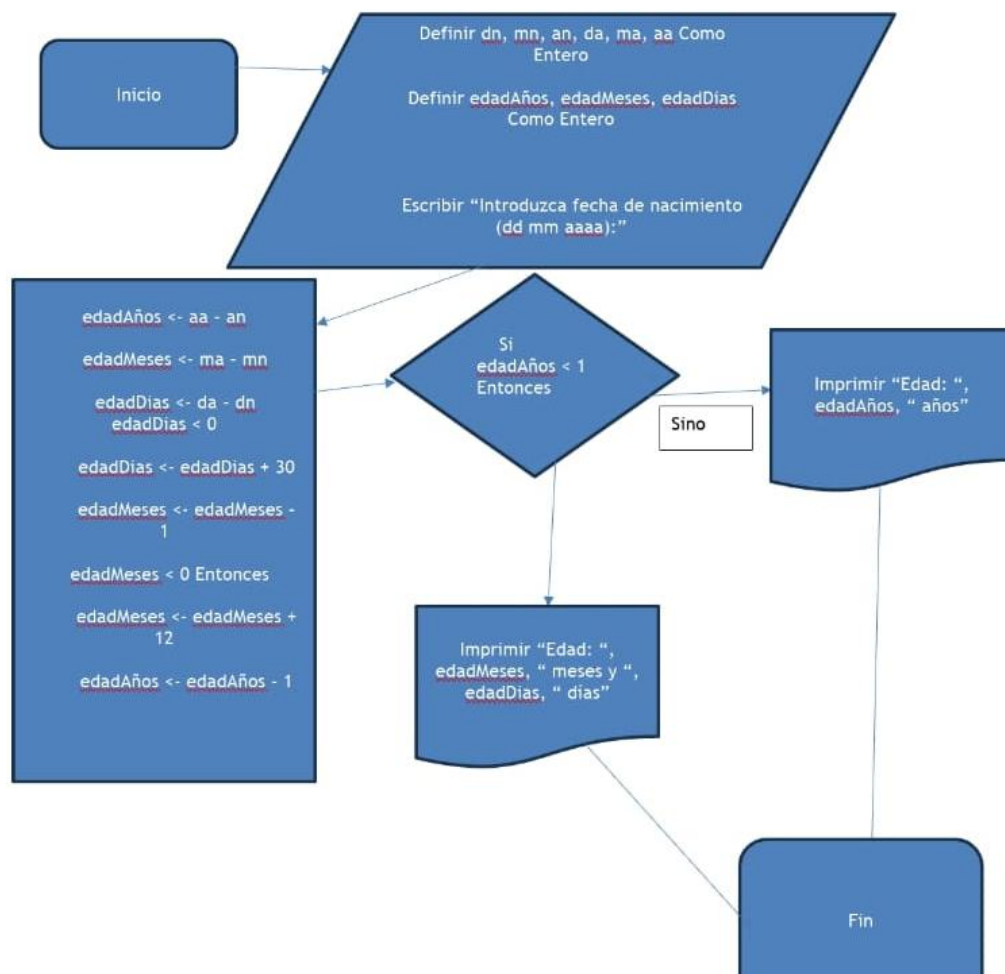 Inicio
Definir dn, mn, an, da, ma, aa Como
Entero
Definir edadAños, edadMeses, edadDias
Como Entero
Escribir “Introduzca fecha de nacimiento
(dd mm aaaa):”
edadAños <- aa - an
edadMeses <- ma - mn
edadDias <- da - dn
edadDias < 0
edadDias <- edadDias + 30
edadMeses <- edadMeses -
1
edadMeses < 0 Entonces
edadMeses <- edadMeses +
12
edadAños <- edadAños - 1
Si
edadAños < 1
Entonces
Sino
Imprimir “Edad: “,
edadAños, “ años”
Imprimir “Edad: “,
edadMeses, “ meses y “,
edadDias, “ días”
Fin